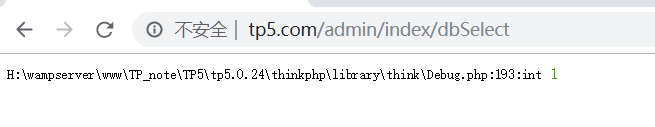 不安全 | tp5.com/admin/index/dbSelect
H:\wampserver\www\TP_note\TP5\tp5.0.24\thinkphp\library\think\Debug.php:193:int 1